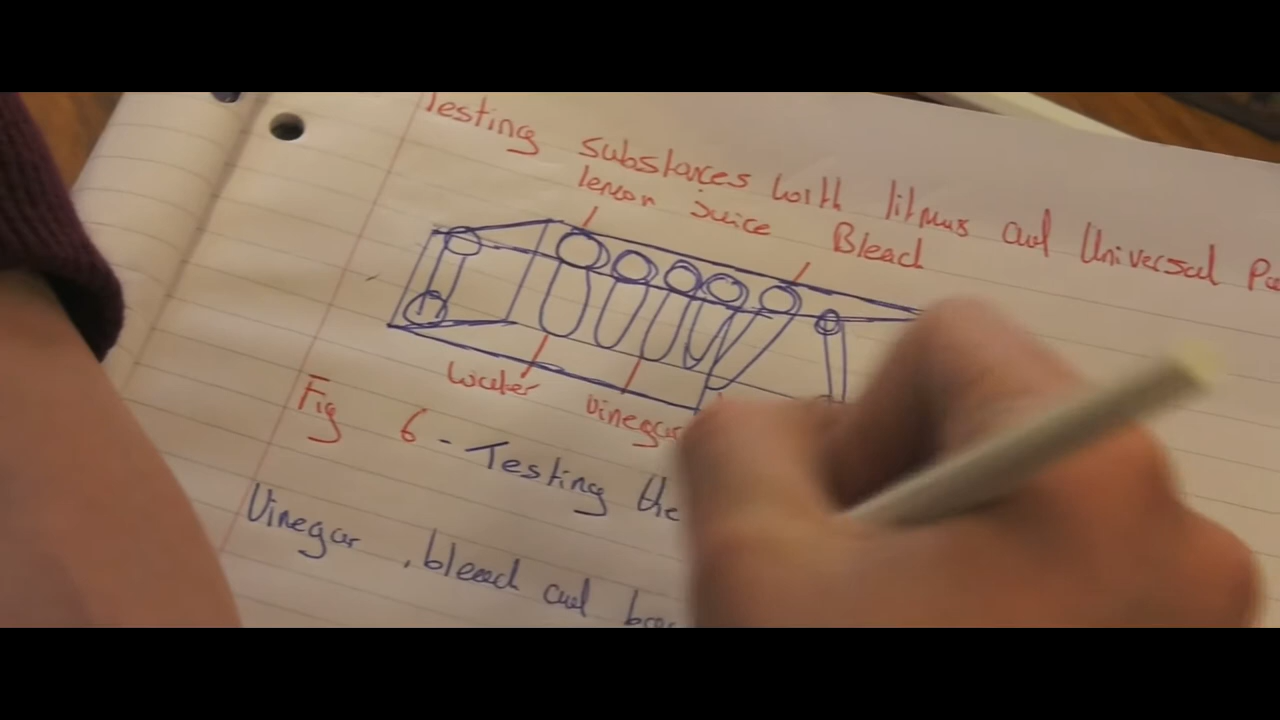 Testing substances with litmus and Universal
lemon juice Bleach
water vinegar
Fig 6 - Testing the
Vinegar, bleach and